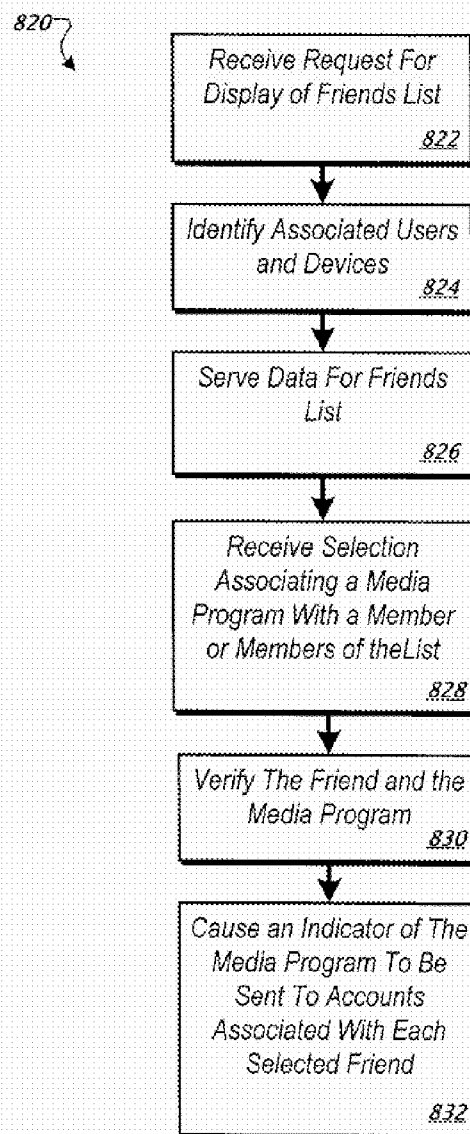 820
Receive Request For
Display of Friends List
822
Identify Associated Users
and Devices
824
Serve Data For Friends
List
826
Receive Selection
Associating a Media
Program With a Member
or Members of theList
828
Verify The Friend and the
Media Program
830
Cause an Indicator of The
Media Program To Be
Sent To Accounts
Associated With Each
Selected Friend
832